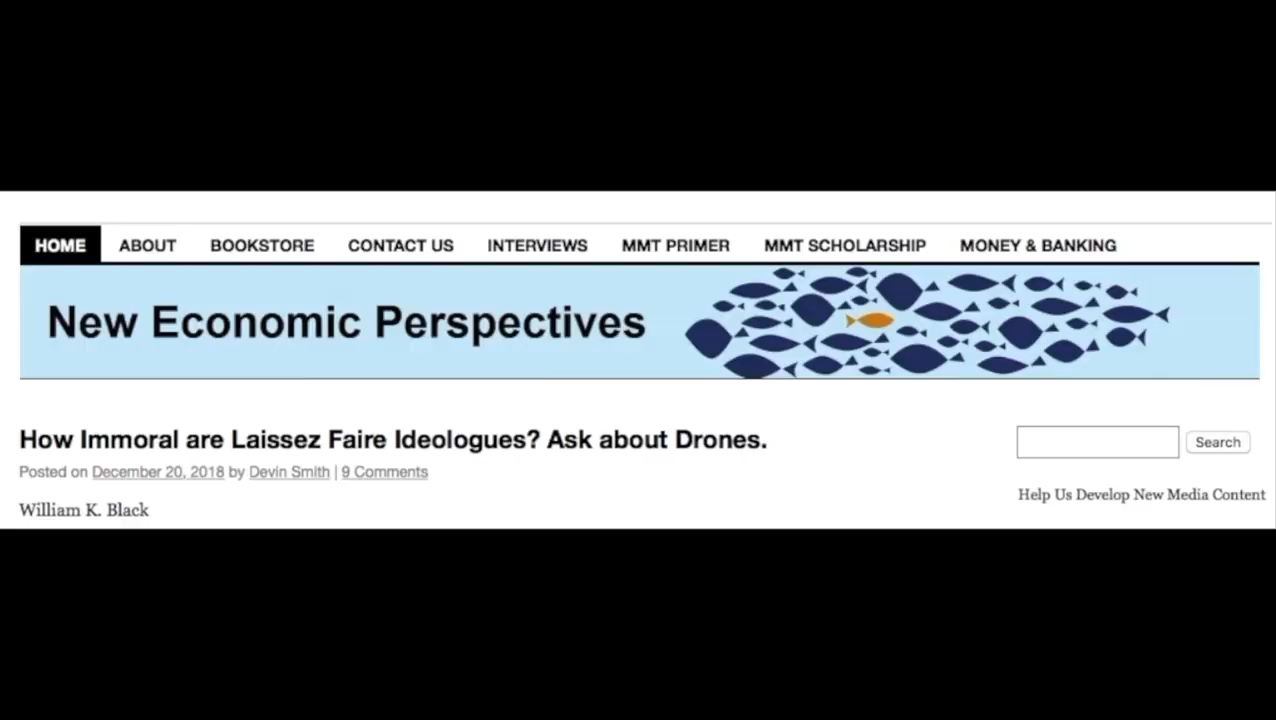 HOME ABOUT BOOKSTORE CONTACT US INTERVIEWS MMT PRIMER MMT SCHOLARSHIP MONEY & BANKING
New Economic Perspectives
How Immoral are Laissez Faire Ideologues? Ask about Drones.
Search
Posted on December 20, 2018 by Devin Smith | 9 Comments
Help Us Develop New Media Content
William K. Black